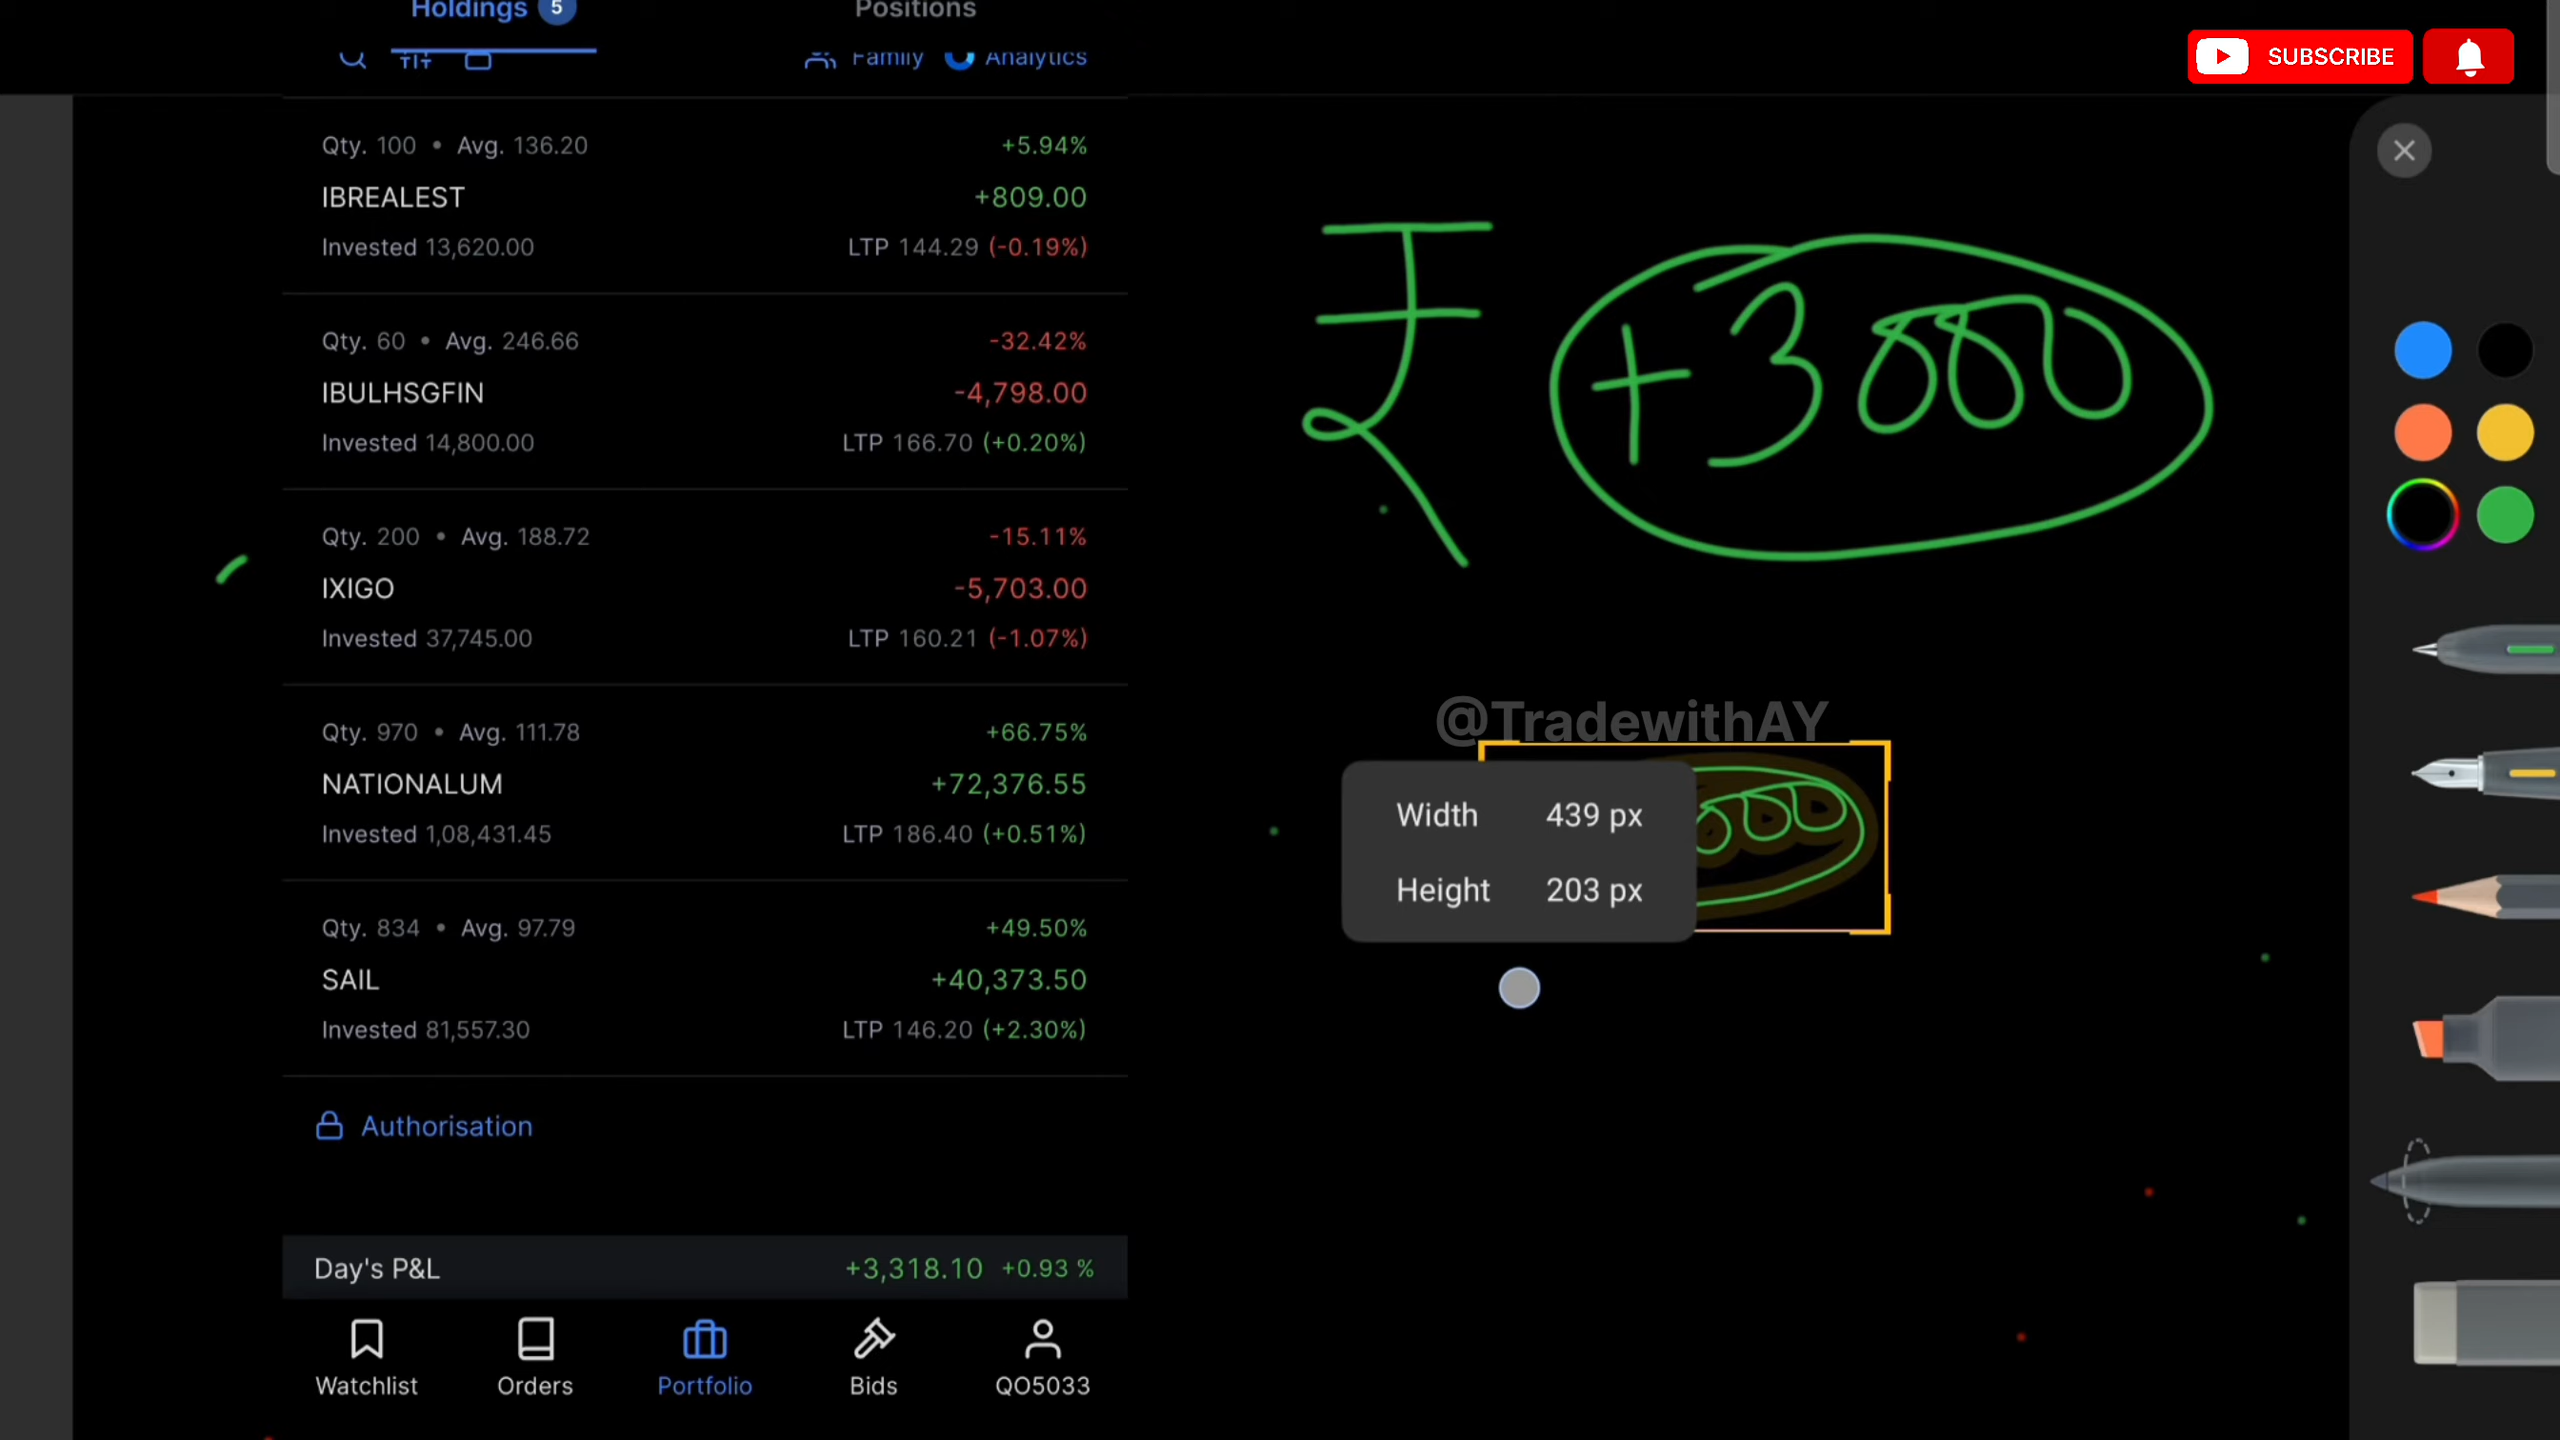 Holdings 5
Positions
Family Analytics
SUBSCRIBE
Qty. 100 • Avg. 136.20 +5.94%
IBREALEST +809.00
Invested 13,620.00 LTP 144.29 (-0.19%)
Qty. 60 • Avg. 246.66 -32.42%
IBULHSGFIN -4,798.00
Invested 14,800.00 LTP 166.70 (+0.20%)
Qty. 200 • Avg. 188.72 -15.11%
IXIGO -5,703.00
Invested 37,745.00 LTP 160.21 (-1.07%)
Qty. 970 • Avg. 111.78 +66.75%
NATIONALUM +72,376.55
Invested 1,08,431.45 LTP 186.40 (+0.51%)
Qty. 834 • Avg. 97.79 +49.50%
SAIL +40,373.50
Invested 81,557.30 LTP 146.20 (+2.30%)
Authorisation
Day's P&L +3,318.10 +0.93 %
Watchlist Orders Portfolio Bids QO5033
₹ +3000
@TradewithAY
000
Width 439 px
Height 203 px